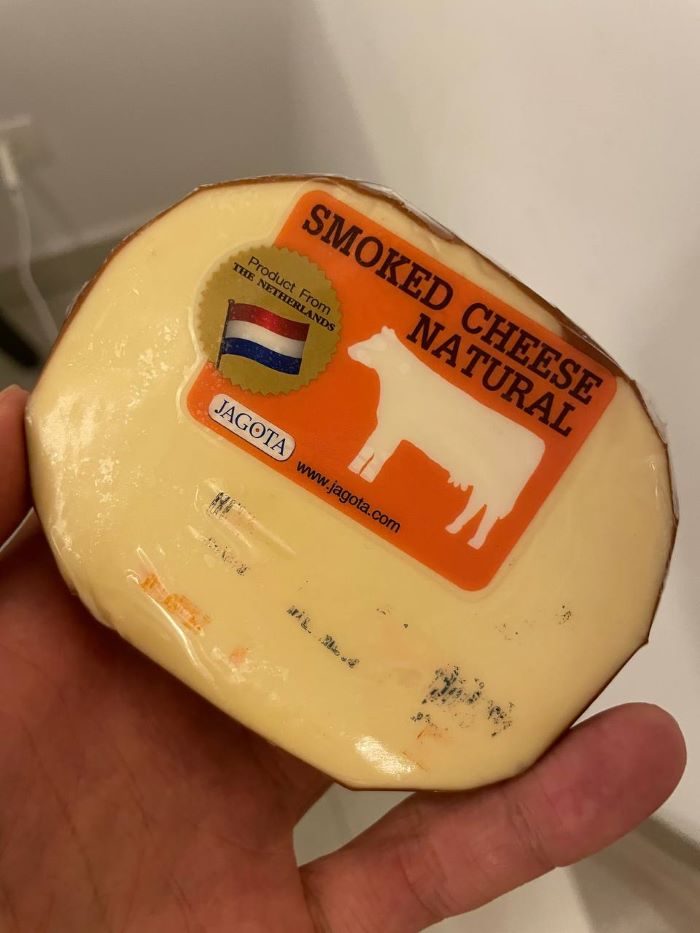 SMOKED CHEESE
NATURAL
Product From
THE NETHERLANDS
JAGOTA
www.jagota.com